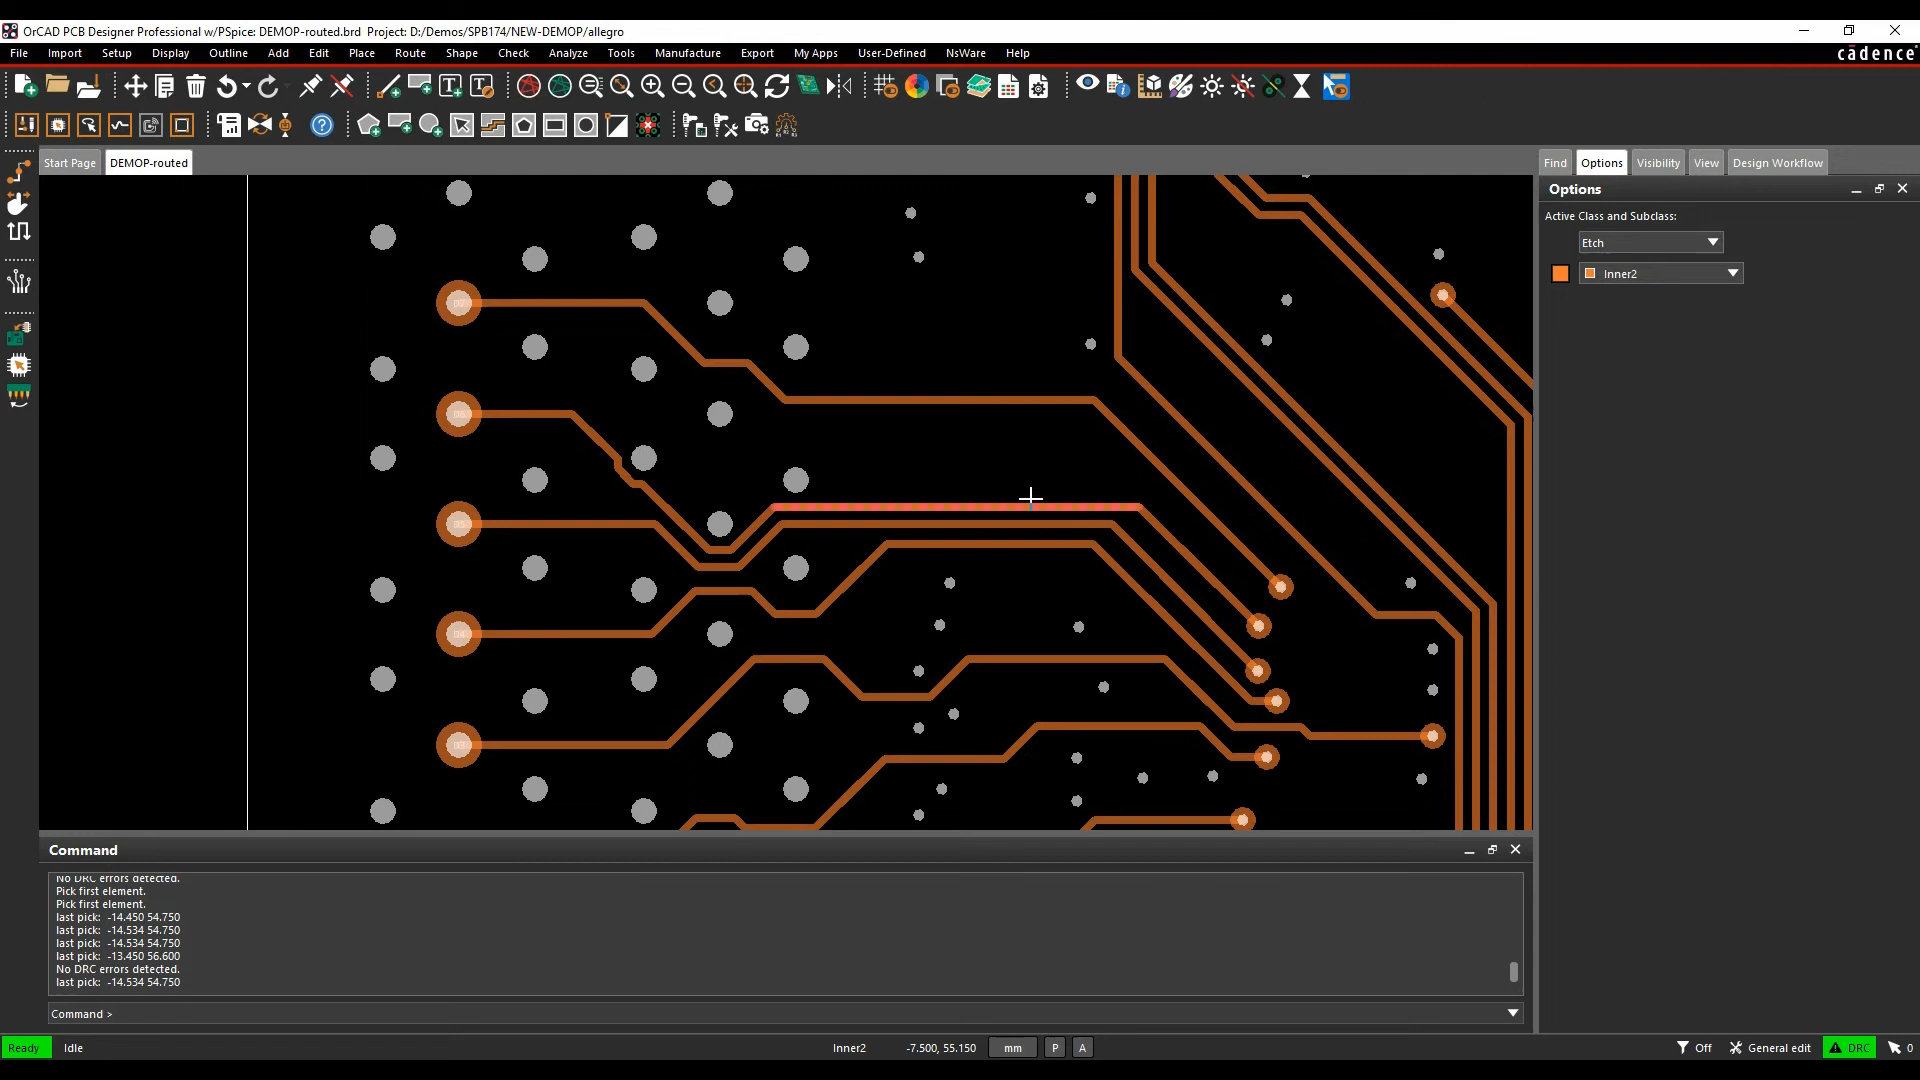 OrCAD PCB Designer Professional w/PSpice: DEMOP-routed.brd  Project: D:/Demos/SPB174/NEW-DEMOP/allegro
File Import Setup Display Outline Add Edit Place Route Shape Check Analyze Tools Manufacture Export My Apps User-Defined NsWare Help
cādence
Start Page DEMOP-routed
Find Options Visibility View Design Workflow
Options
Active Class and Subclass:
Etch
Inner2
Command
No DRC errors detected.
Pick first element.
Pick first element.
last pick:  -14.450 54.750
last pick:  -14.534 54.750
last pick:  -14.534 54.750
last pick:  -13.450 56.600
No DRC errors detected.
last pick:  -14.534 54.750
Command >
Ready Idle Inner2 -7.500, 55.150 mm P A Off General edit DRC 0